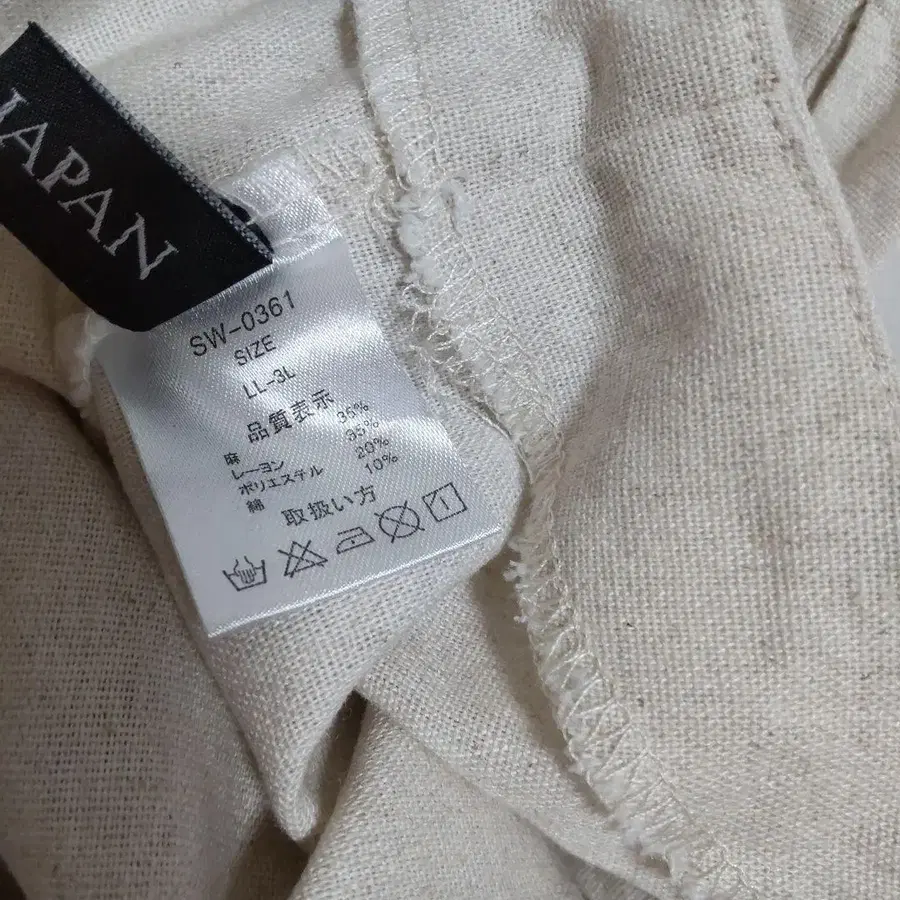 JAPAN
SW-0361
SIZE
LL-3L
品質表示
麻 35%
レーヨン 35%
ポリエステル 20%
綿 10%
取扱い方